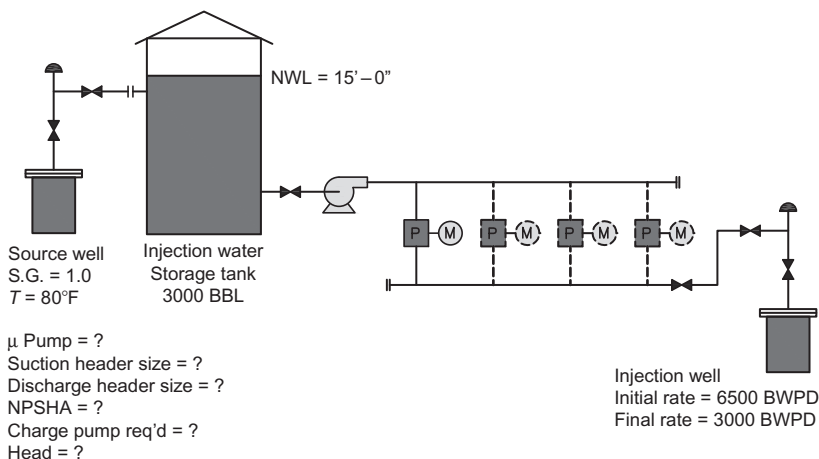 NWL = 15'–0"
P M P M P M P M
Source well
S.G. = 1.0
T = 80°F
Injection water
Storage tank
3000 BBL
μ Pump = ?
Suction header size = ?
Discharge header size = ?
NPSHA = ?
Charge pump req'd = ?
Head = ?
Injection well
Initial rate = 6500 BWPD
Final rate = 3000 BWPD